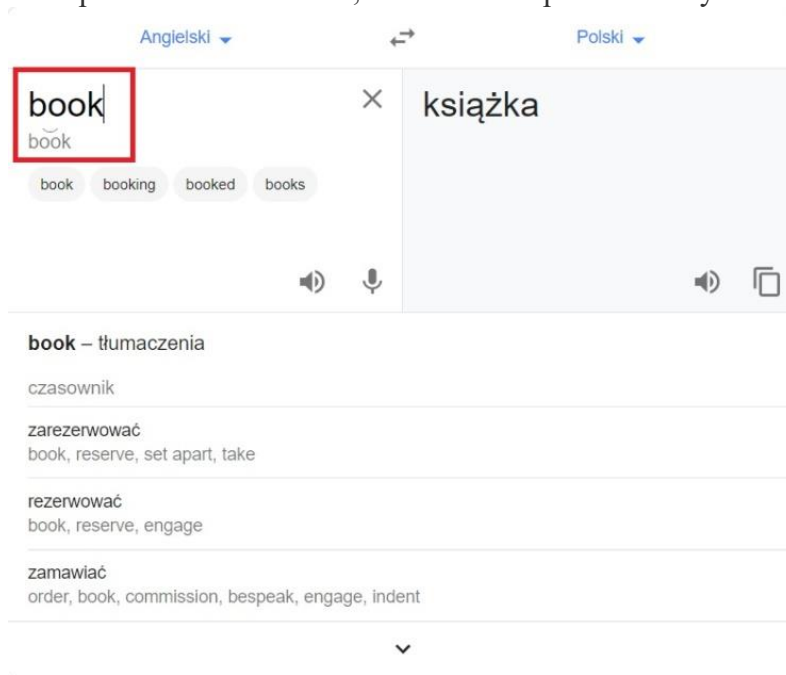 Angielski Polski
book książka
bo͝ok
book booking booked books
book – tłumaczenia
czasownik
zarezerwować
book, reserve, set apart, take
rezerwować
book, reserve, engage
zamawiać
order, book, commission, bespeak, engage, indent